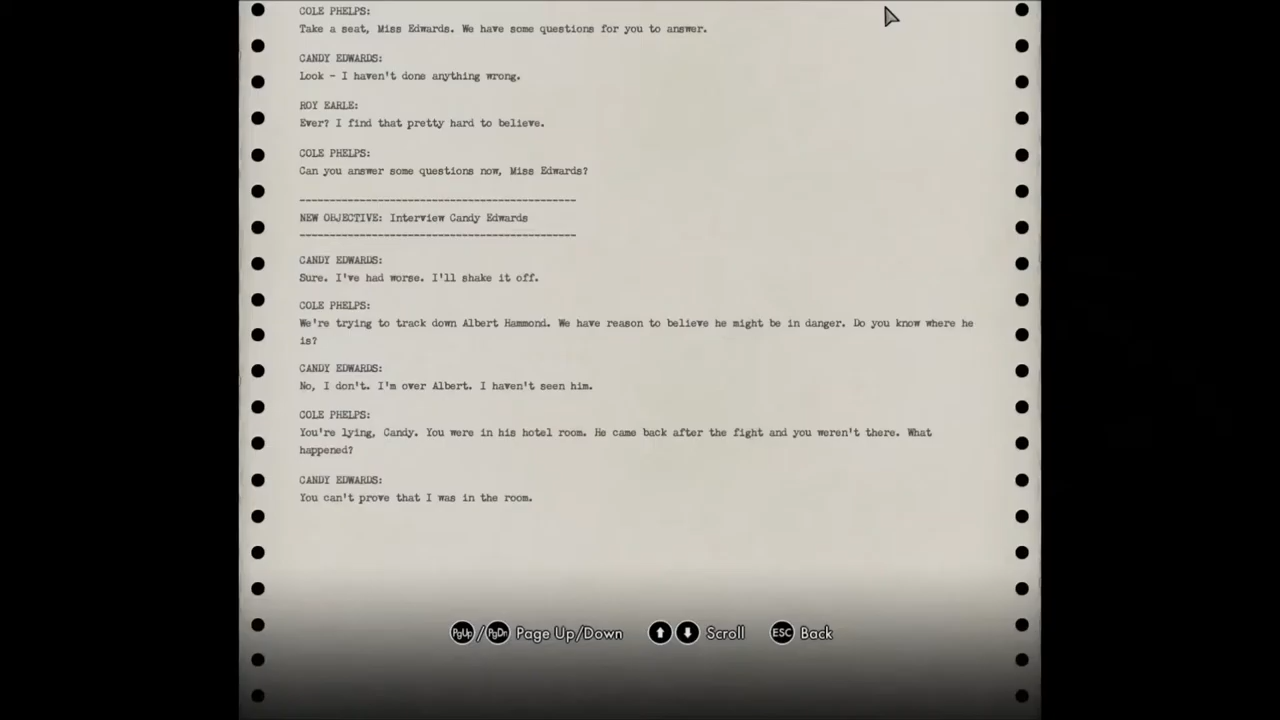 COLE PHELPS:
Take a seat, Miss Edwards. We have some questions for you to answer.
CANDY EDWARDS:
Look - I haven't done anything wrong.
ROY EARLE:
Ever? I find that pretty hard to believe.
COLE PHELPS:
Can you answer some questions now, Miss Edwards?
------------------------------------------------
NEW OBJECTIVE: Interview Candy Edwards
------------------------------------------------
CANDY EDWARDS:
Sure. I've had worse. I'll shake it off.
COLE PHELPS:
We're trying to track down Albert Hammond. We have reason to believe he might be in danger. Do you know where he
is?
CANDY EDWARDS:
No, I don't. I'm over Albert. I haven't seen him.
COLE PHELPS:
You're lying, Candy. You were in his hotel room. He came back after the fight and you weren't there. What
happened?
CANDY EDWARDS:
You can't prove that I was in the room.
PgUp/PgDn Page Up/Down Scroll ESC Back